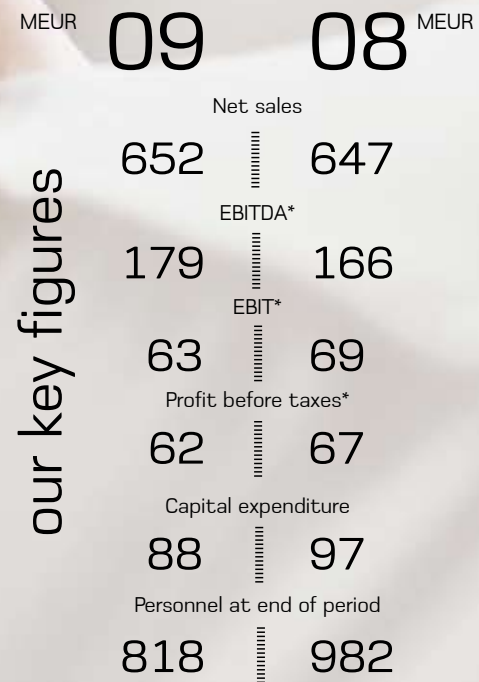 MEUR 09 08 MEUR
Net sales
652 647
EBITDA*
179 166
EBIT*
63 69
Profit before taxes*
62 67
Capital expenditure
88 97
Personnel at end of period
818 982
our key figures